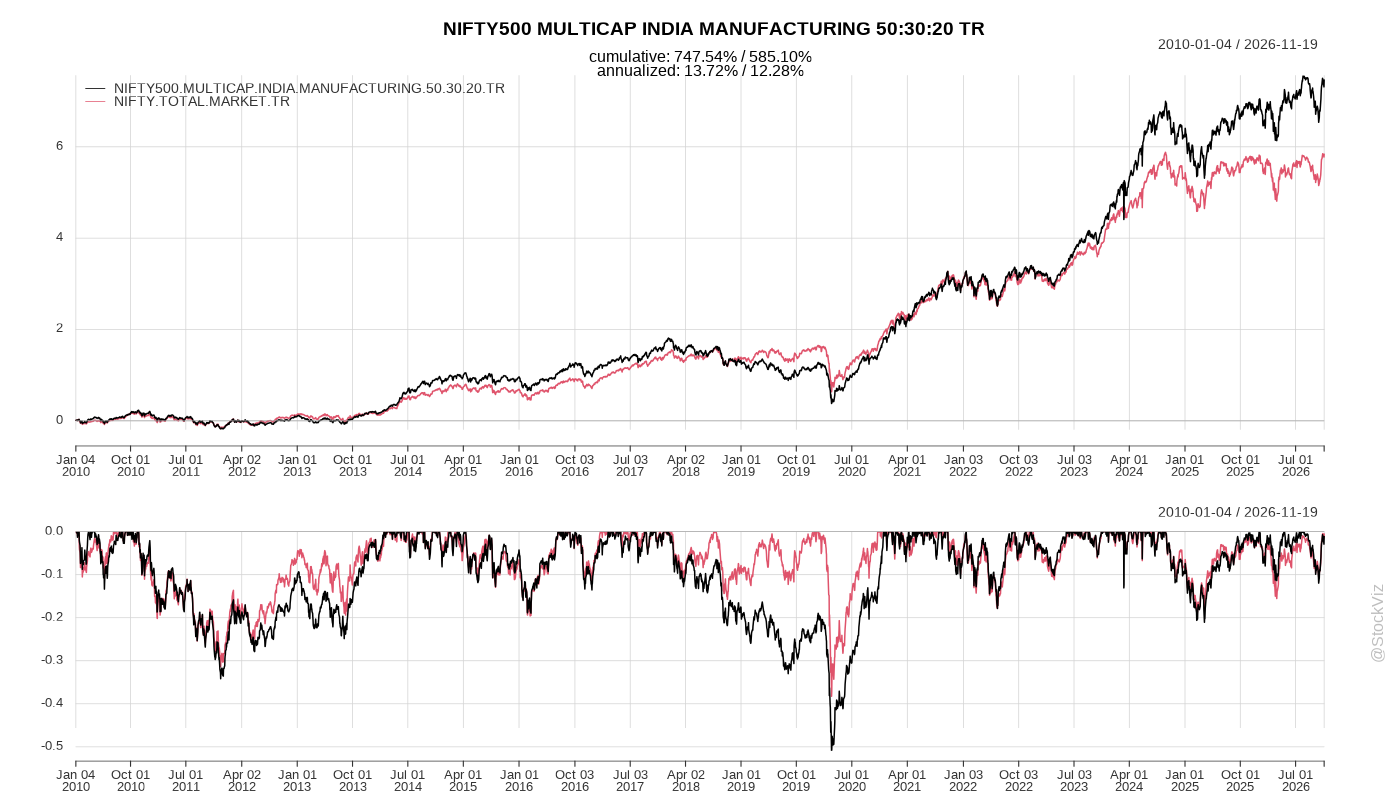 NIFTY500 MULTICAP INDIA MANUFACTURING 50:30:20 TR
2010-01-04 / 2026-11-19
cumulative: 747.54% / 585.10%
annualized: 13.72% / 12.28%
NIFTY500.MULTICAP.INDIA.MANUFACTURING.50.30.20.TR
NIFTY.TOTAL.MARKET.TR
6
4
2
0
Jan 04 Oct 01 Jul 01 Apr 02 Jan 01 Oct 01 Jul 01 Apr 01 Jan 01 Oct 03 Jul 03 Apr 02 Jan 01 Oct 01 Jul 01 Apr 01 Jan 03 Oct 03 Jul 03 Apr 01 Jan 01 Oct 01 Jul 01
2010 2010 2011 2012 2013 2013 2014 2015 2016 2016 2017 2018 2019 2019 2020 2021 2022 2022 2023 2024 2025 2025 2026
2010-01-04 / 2026-11-19
0.0
-0.1
-0.2
-0.3
-0.4
-0.5
Jan 04 Oct 01 Jul 01 Apr 02 Jan 01 Oct 01 Jul 01 Apr 01 Jan 01 Oct 03 Jul 03 Apr 02 Jan 01 Oct 01 Jul 01 Apr 01 Jan 03 Oct 03 Jul 03 Apr 01 Jan 01 Oct 01 Jul 01
2010 2010 2011 2012 2013 2013 2014 2015 2016 2016 2017 2018 2019 2019 2020 2021 2022 2022 2023 2024 2025 2025 2026
@StockViz